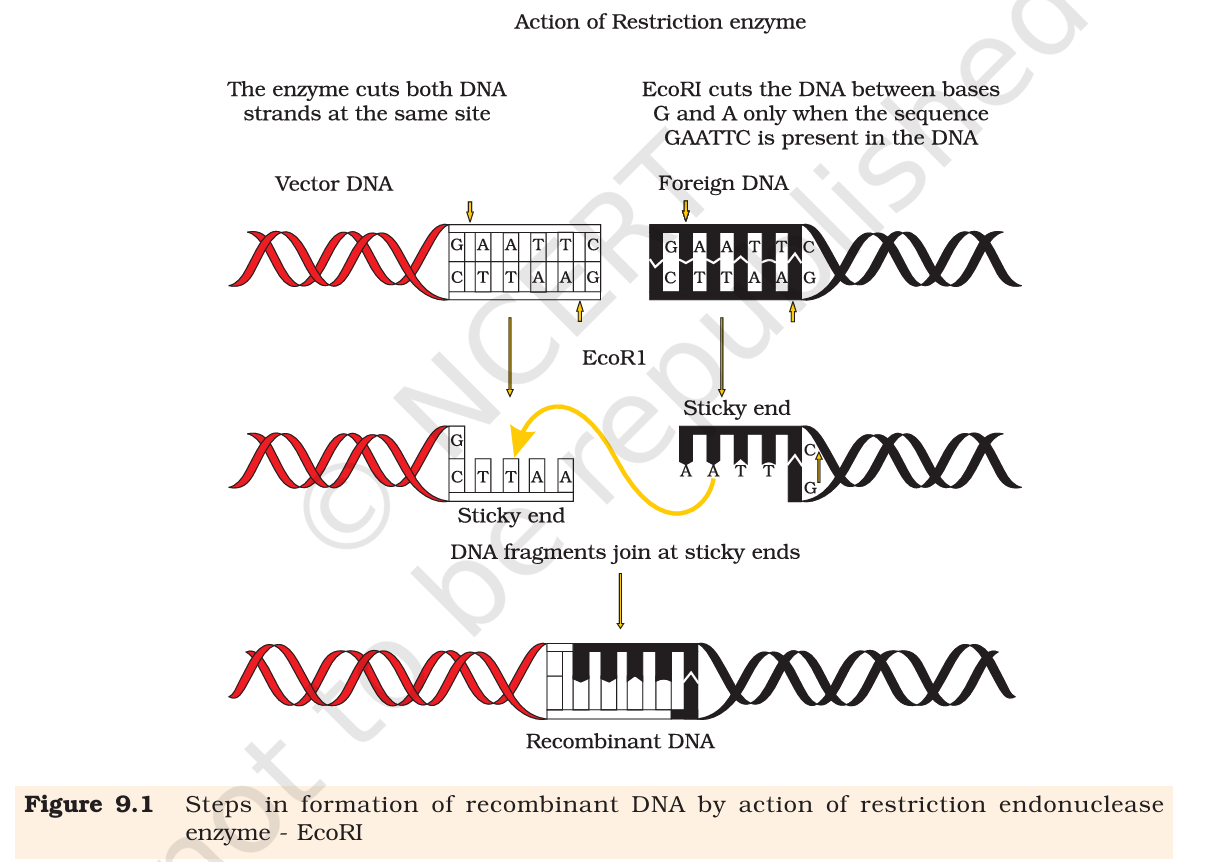 Action of Restriction enzyme
The enzyme cuts both DNA
strands at the same site
EcoRI cuts the DNA between bases
G and A only when the sequence
GAATTC is present in the DNA
Vector DNA
Foreign DNA
G A A T T C
C T T A A G
G A A T T C
C T T A A G
EcoR1
Sticky end
G
C T T A A
Sticky end
A A T T
C
G
DNA fragments join at sticky ends
Recombinant DNA
Figure 9.1 Steps in formation of recombinant DNA by action of restriction endonuclease
enzyme - EcoRI
© NCERT
not to be republished